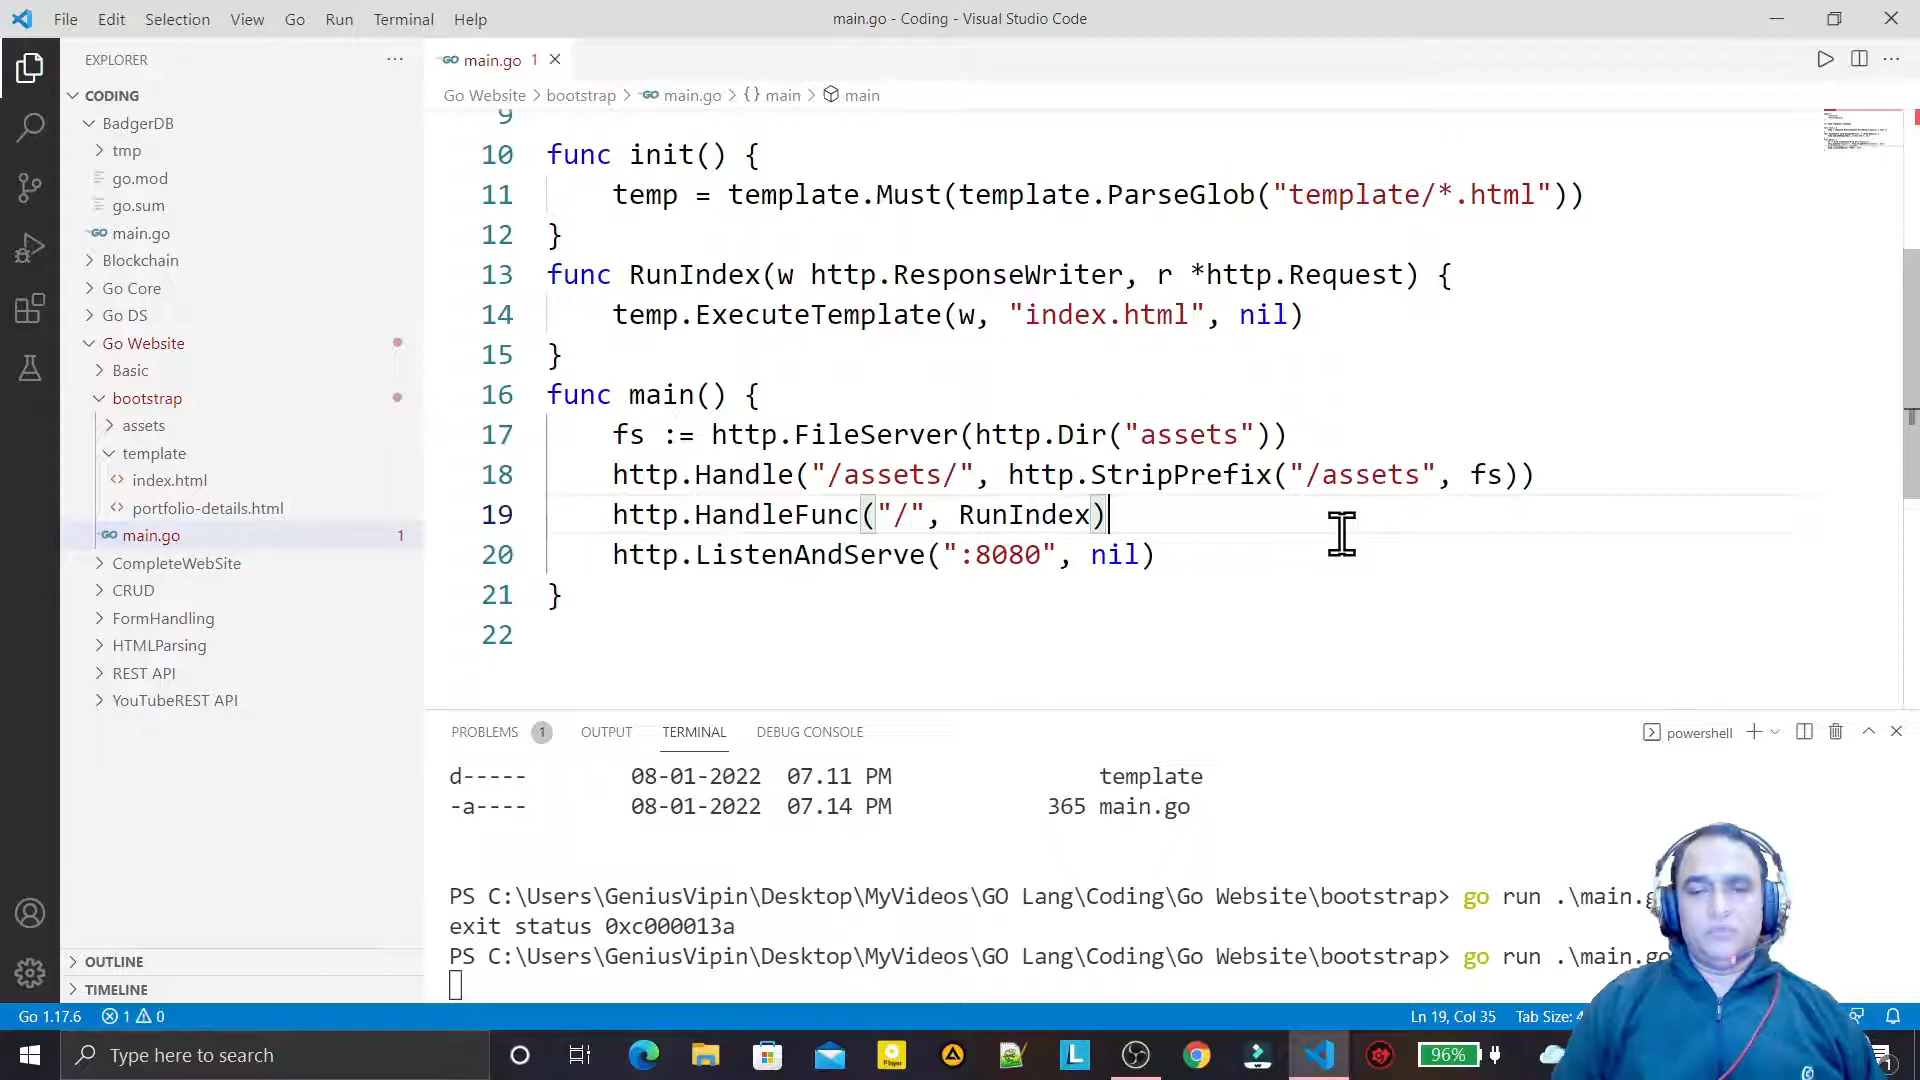 File Edit Selection View Go Run Terminal Help
main.go - Coding - Visual Studio Code
EXPLORER
CODING
BadgerDB
tmp
go.mod
go.sum
main.go
Blockchain
Go Core
Go DS
Go Website
Basic
bootstrap
assets
template
index.html
portfolio-details.html
main.go 1
CompleteWebSite
CRUD
FormHandling
HTMLParsing
REST API
YouTubeREST API
OUTLINE
TIMELINE
main.go 1
Go Website > bootstrap > main.go > {} main > main
9
10 func init() {
11 temp = template.Must(template.ParseGlob("template/*.html"))
12 }
13 func RunIndex(w http.ResponseWriter, r *http.Request) {
14 temp.ExecuteTemplate(w, "index.html", nil)
15 }
16 func main() {
17 fs := http.FileServer(http.Dir("assets"))
18 http.Handle("/assets/", http.StripPrefix("/assets", fs))
19 http.HandleFunc("/", RunIndex)
20 http.ListenAndServe(":8080", nil)
21 }
22
PROBLEMS 1 OUTPUT TERMINAL DEBUG CONSOLE
powershell
d----- 08-01-2022 07.11 PM template
-a---- 08-01-2022 07.14 PM 365 main.go
PS C:\Users\GeniusVipin\Desktop\MyVideos\GO Lang\Coding\Go Website\bootstrap> go run .\main.go
exit status 0xc000013a
PS C:\Users\GeniusVipin\Desktop\MyVideos\GO Lang\Coding\Go Website\bootstrap> go run .\main.go
Go 1.17.6 1 0
Ln 19, Col 35 Tab Size: 4
Type here to search
Player
L
96%
1